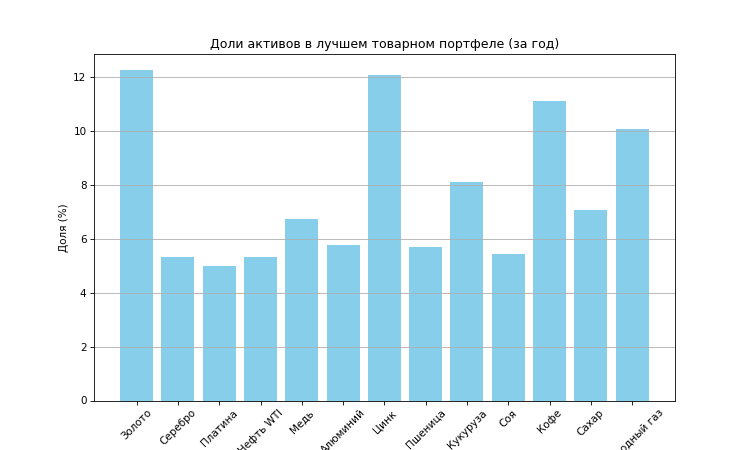 Доли активов в лучшем товарном портфеле (за год)
Доля (%)
12
10
8
6
4
2
0
Золото
Серебро
Платина
Нефть WTI
Медь
Алюминий
Цинк
Пшеница
Кукуруза
Соя
Кофе
Сахар
одный газ